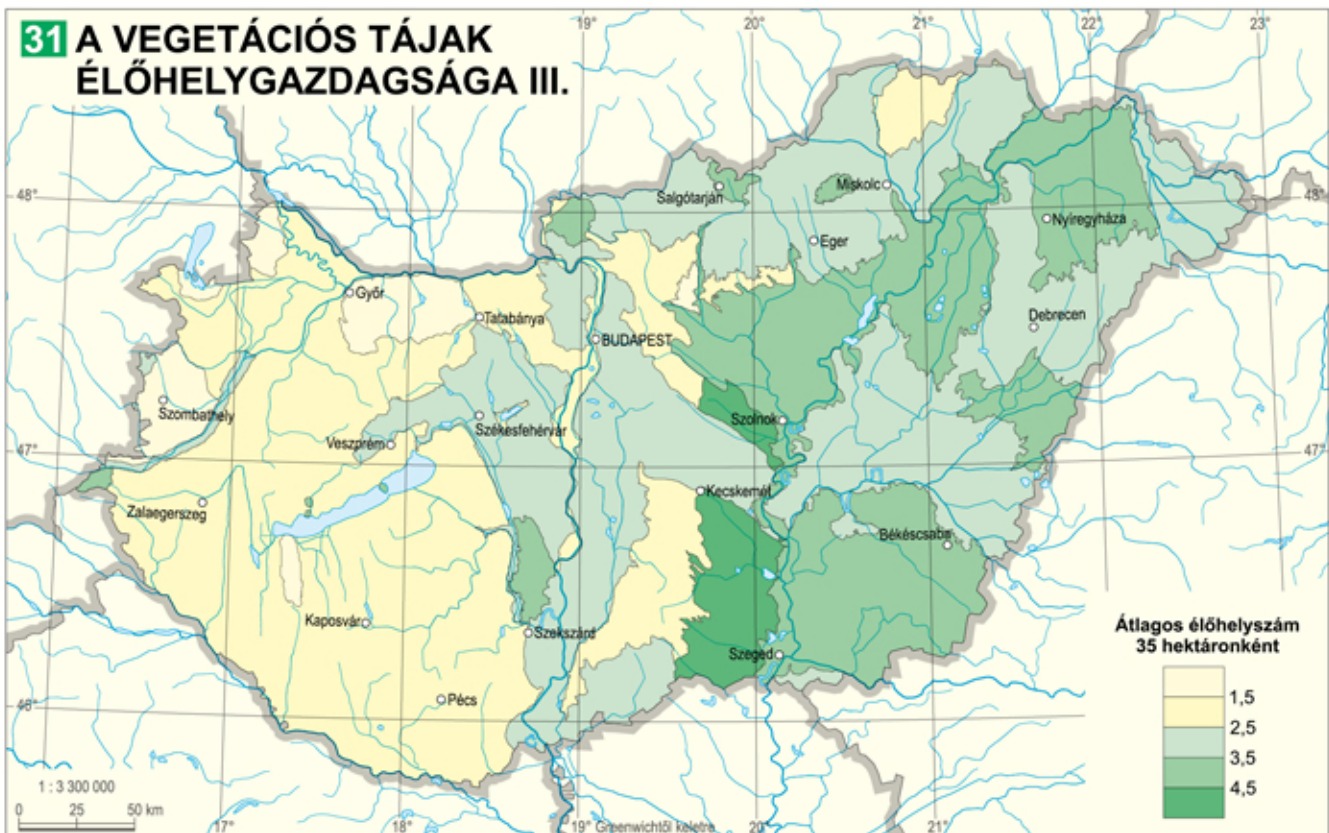 31 A VEGETÁCIÓS TÁJAK
ÉLŐHELYGAZDAGSÁGA III.
19° 20° 21° 22° 23°
48° 48°
Salgótarján
Miskolc
Nyíregyháza
Eger
Győr
Tatabánya
BUDAPEST
Debrecen
Szombathely
Székesfehérvár
Szolnok
Veszprém
47° 47°
Kecskemét
Zalaegerszeg
Békéscsaba
Kaposvár
Szekszárd
Szeged
Pécs
46°
Átlagos élőhelyszám
35 hektáronként
1,5
2,5
3,5
4,5
1 : 3 300 000
0 25 50 km
17° 18° 19° Greenwichtől keletre 20° 21°